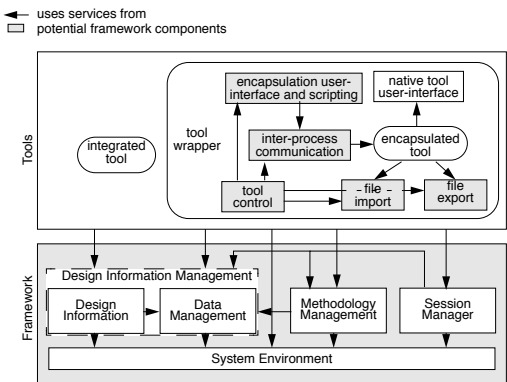 uses services from
potential framework components
Tools
encapsulation user-
interface and scripting
native tool
user-interface
integrated
tool
tool
wrapper
inter-process
communication
encapsulated
tool
tool
control
file
import
file
export
Framework
Design Information Management
Design
Information
Data
Management
Methodology
Management
Session
Manager
System Environment